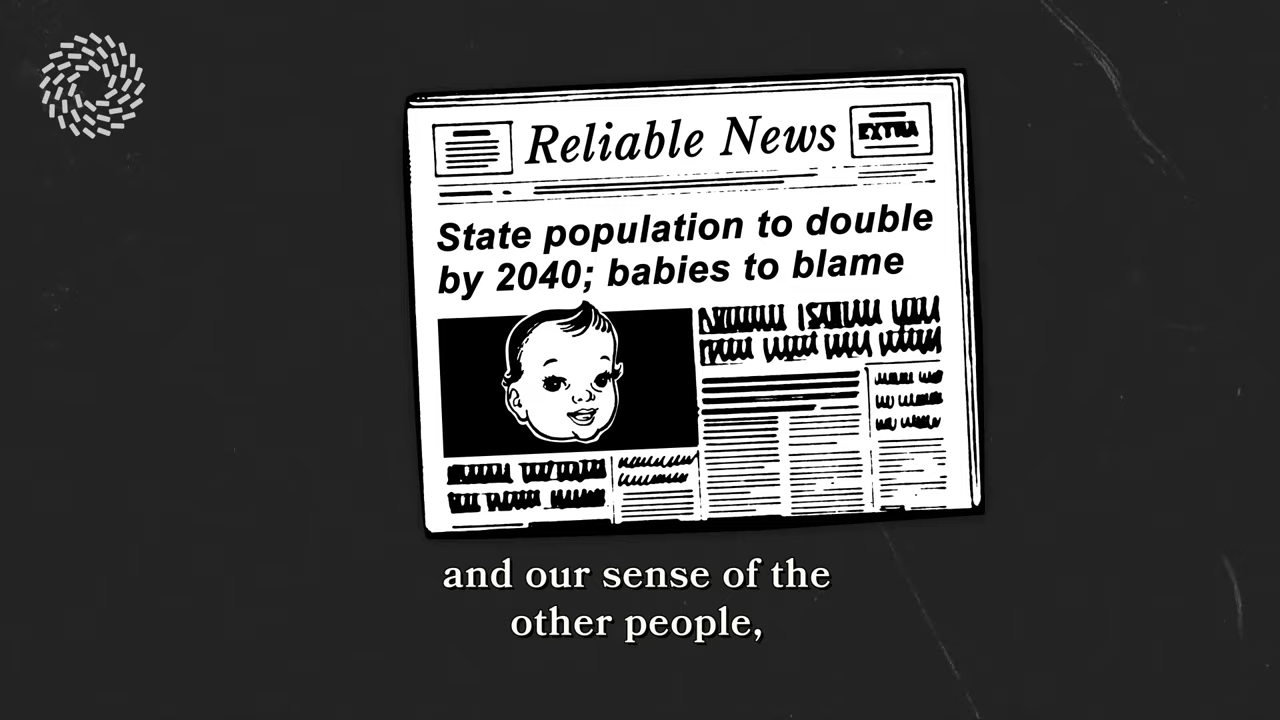 Reliable News
EXTRA
State population to double
by 2040; babies to blame
and our sense of the
other people,